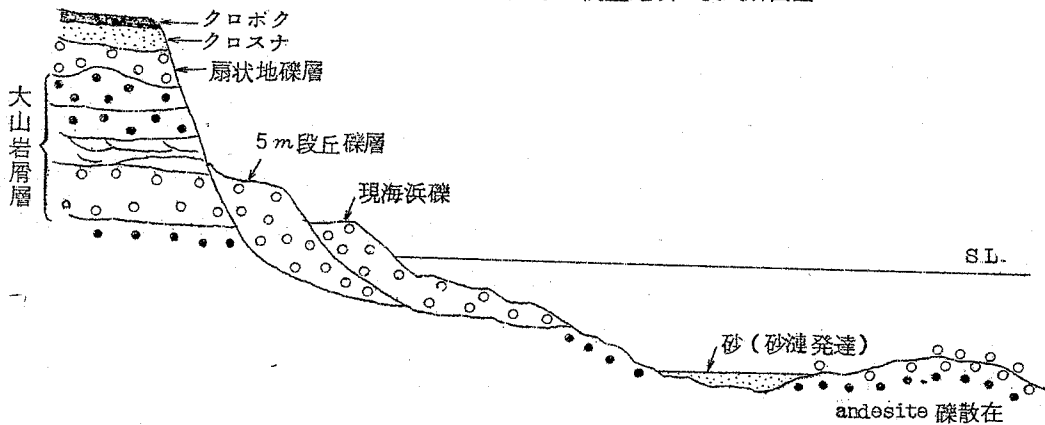 クロボク
クロスナ
扇状地礫層
大山岩屑層
5m段丘礫層
現海浜礫
S.L.
砂(砂漣発達)
andesite 礫散在